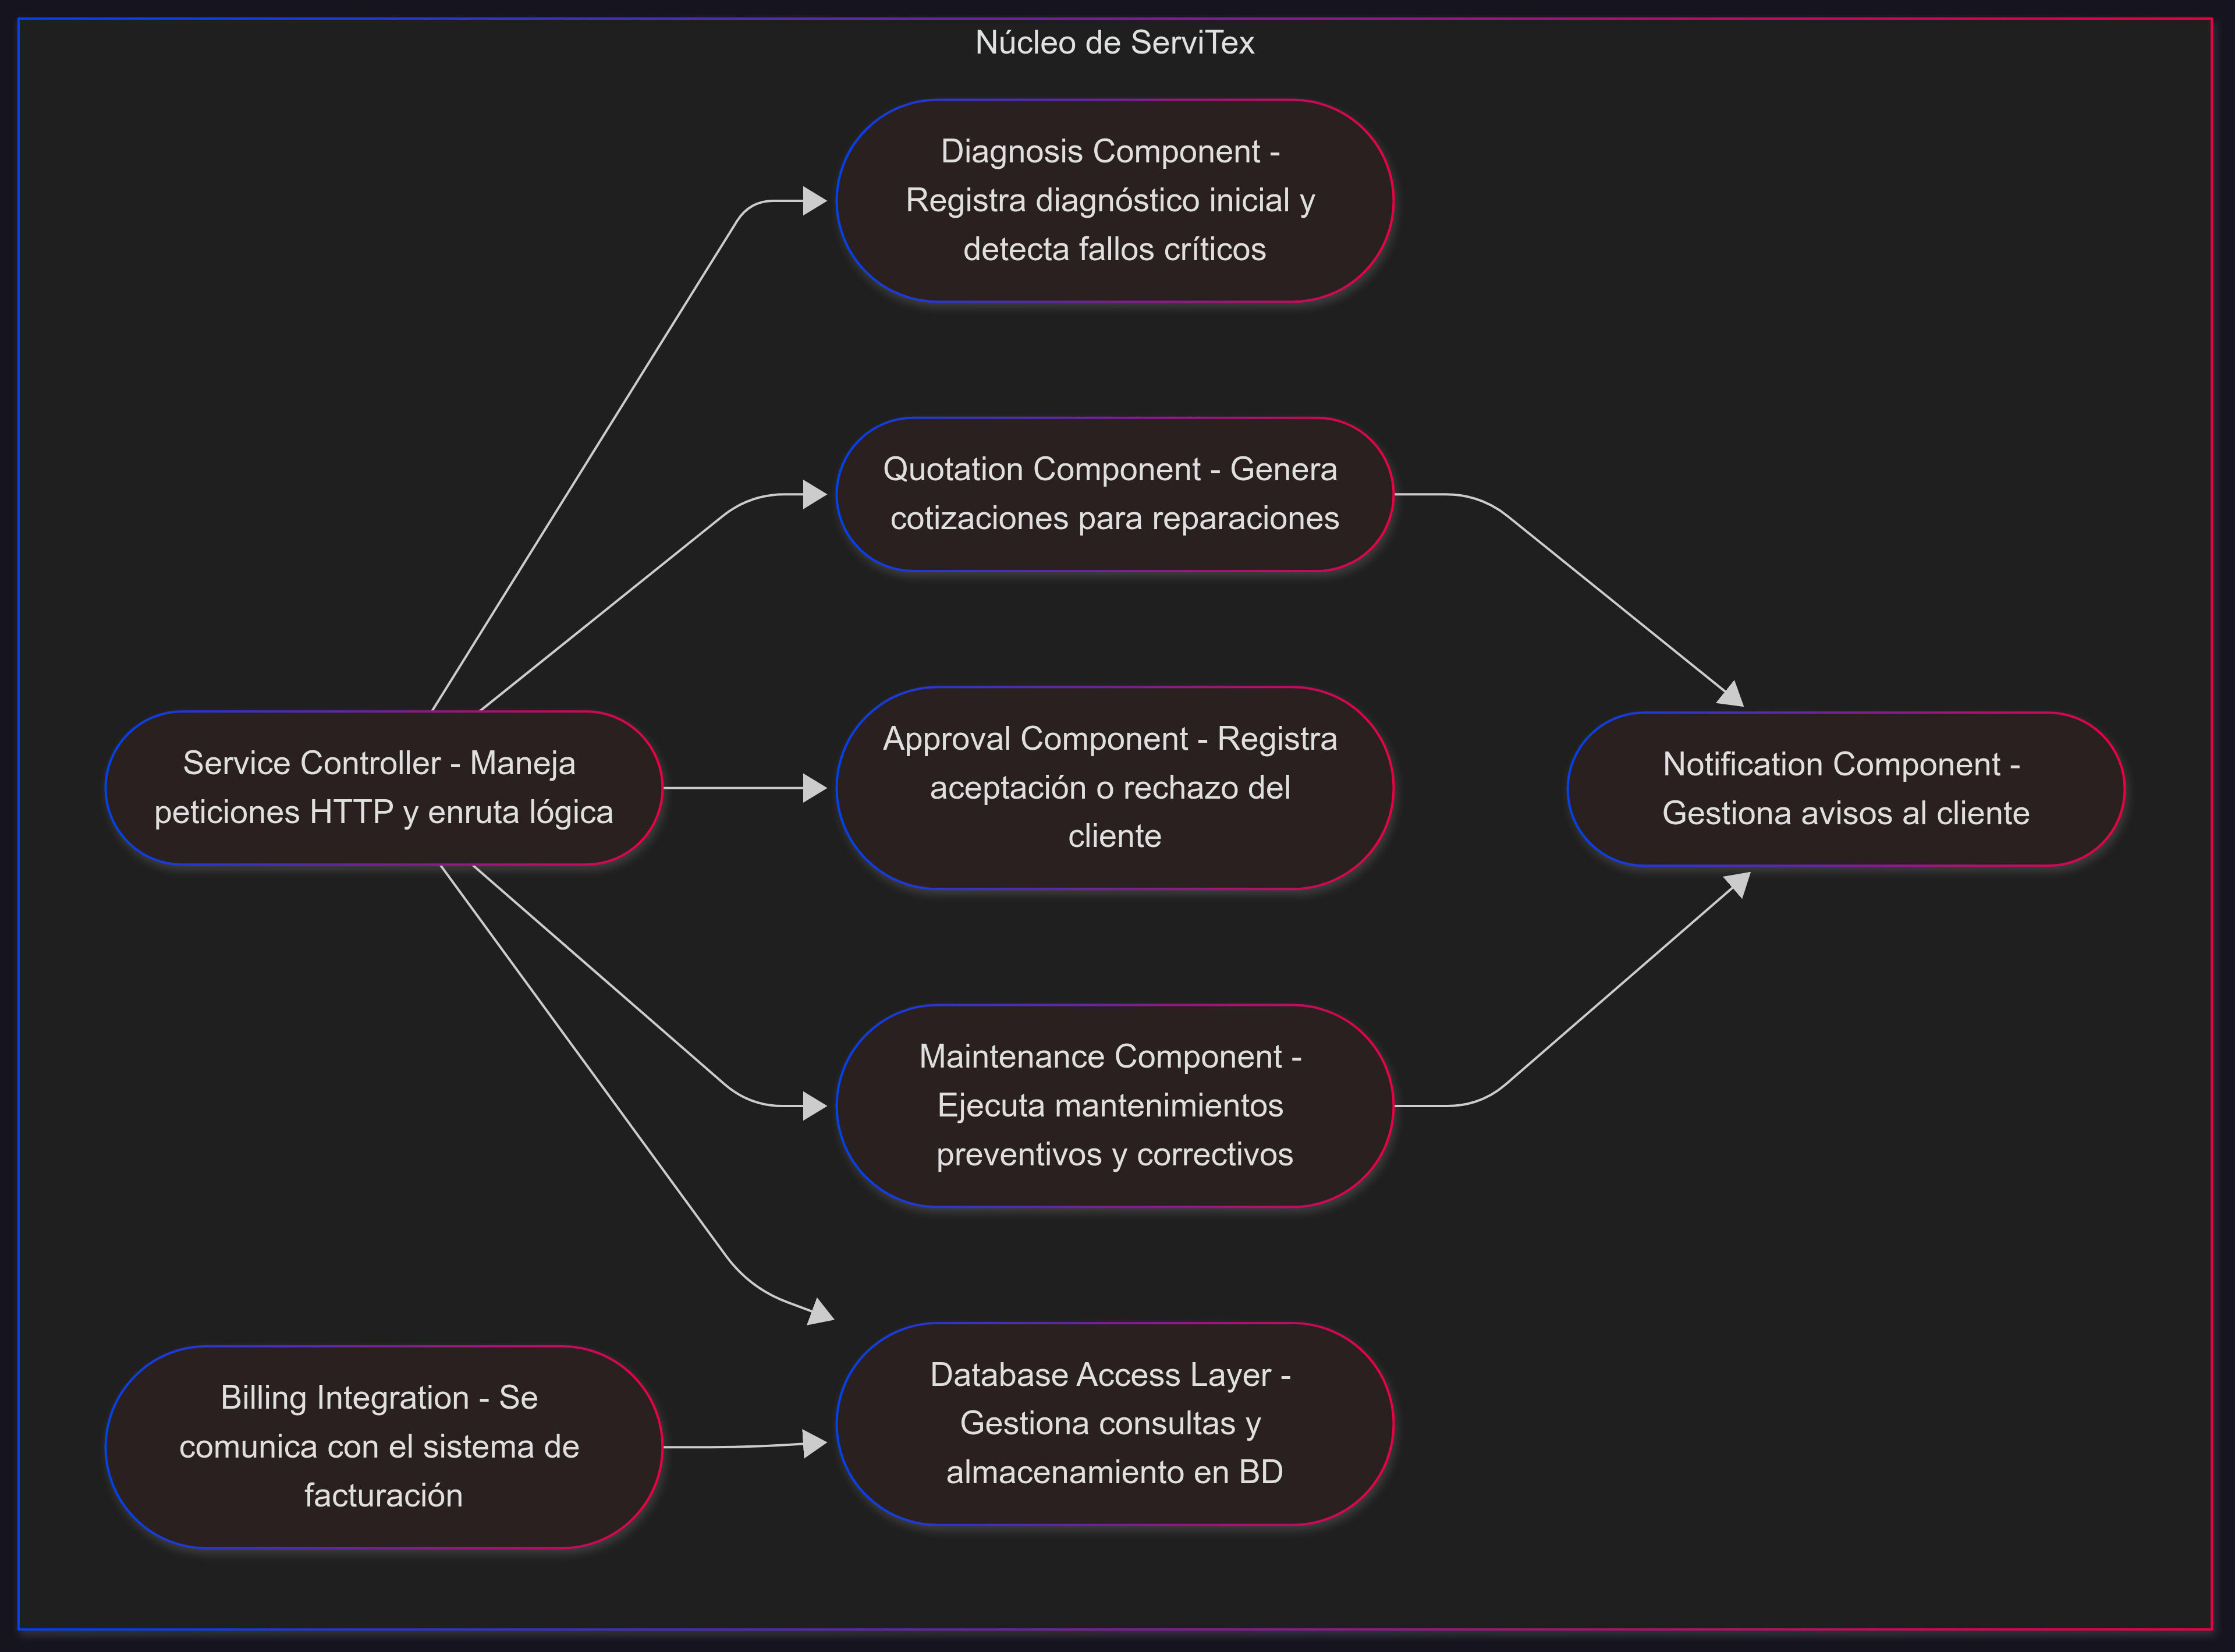 Núcleo de ServiTex
Diagnosis Component -
Registra diagnóstico inicial y
detecta fallos críticos
Quotation Component - Genera
cotizaciones para reparaciones
Service Controller - Maneja
peticiones HTTP y enruta lógica
Approval Component - Registra
aceptación o rechazo del
cliente
Notification Component -
Gestiona avisos al cliente
Maintenance Component -
Ejecuta mantenimientos
preventivos y correctivos
Billing Integration - Se
comunica con el sistema de
facturación
Database Access Layer -
Gestiona consultas y
almacenamiento en BD